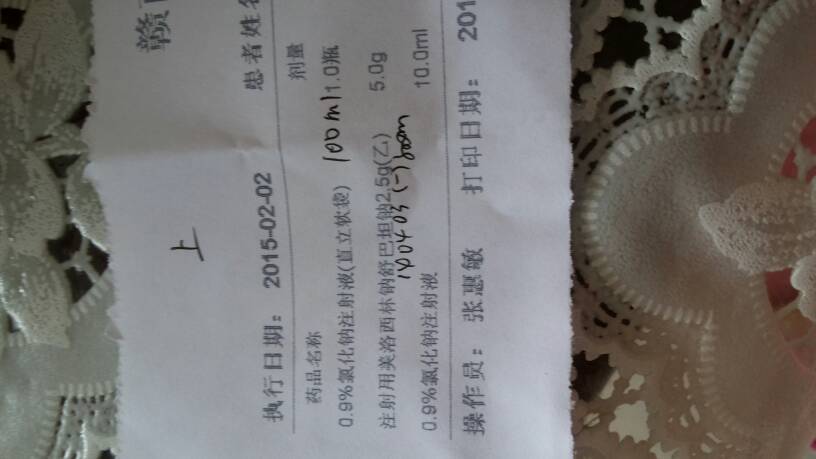 赣
上
执行日期： 2015-02-02 患者姓名
药品名称 剂量
0.9%氯化钠注射液(直立软袋) 100ml 1.0瓶
注射用美洛西林钠舒巴坦钠2.5g(乙) 5.0g
140403 (-)
0.9%氯化钠注射液 10.0ml
操作员： 张惠敏 打印日期： 201